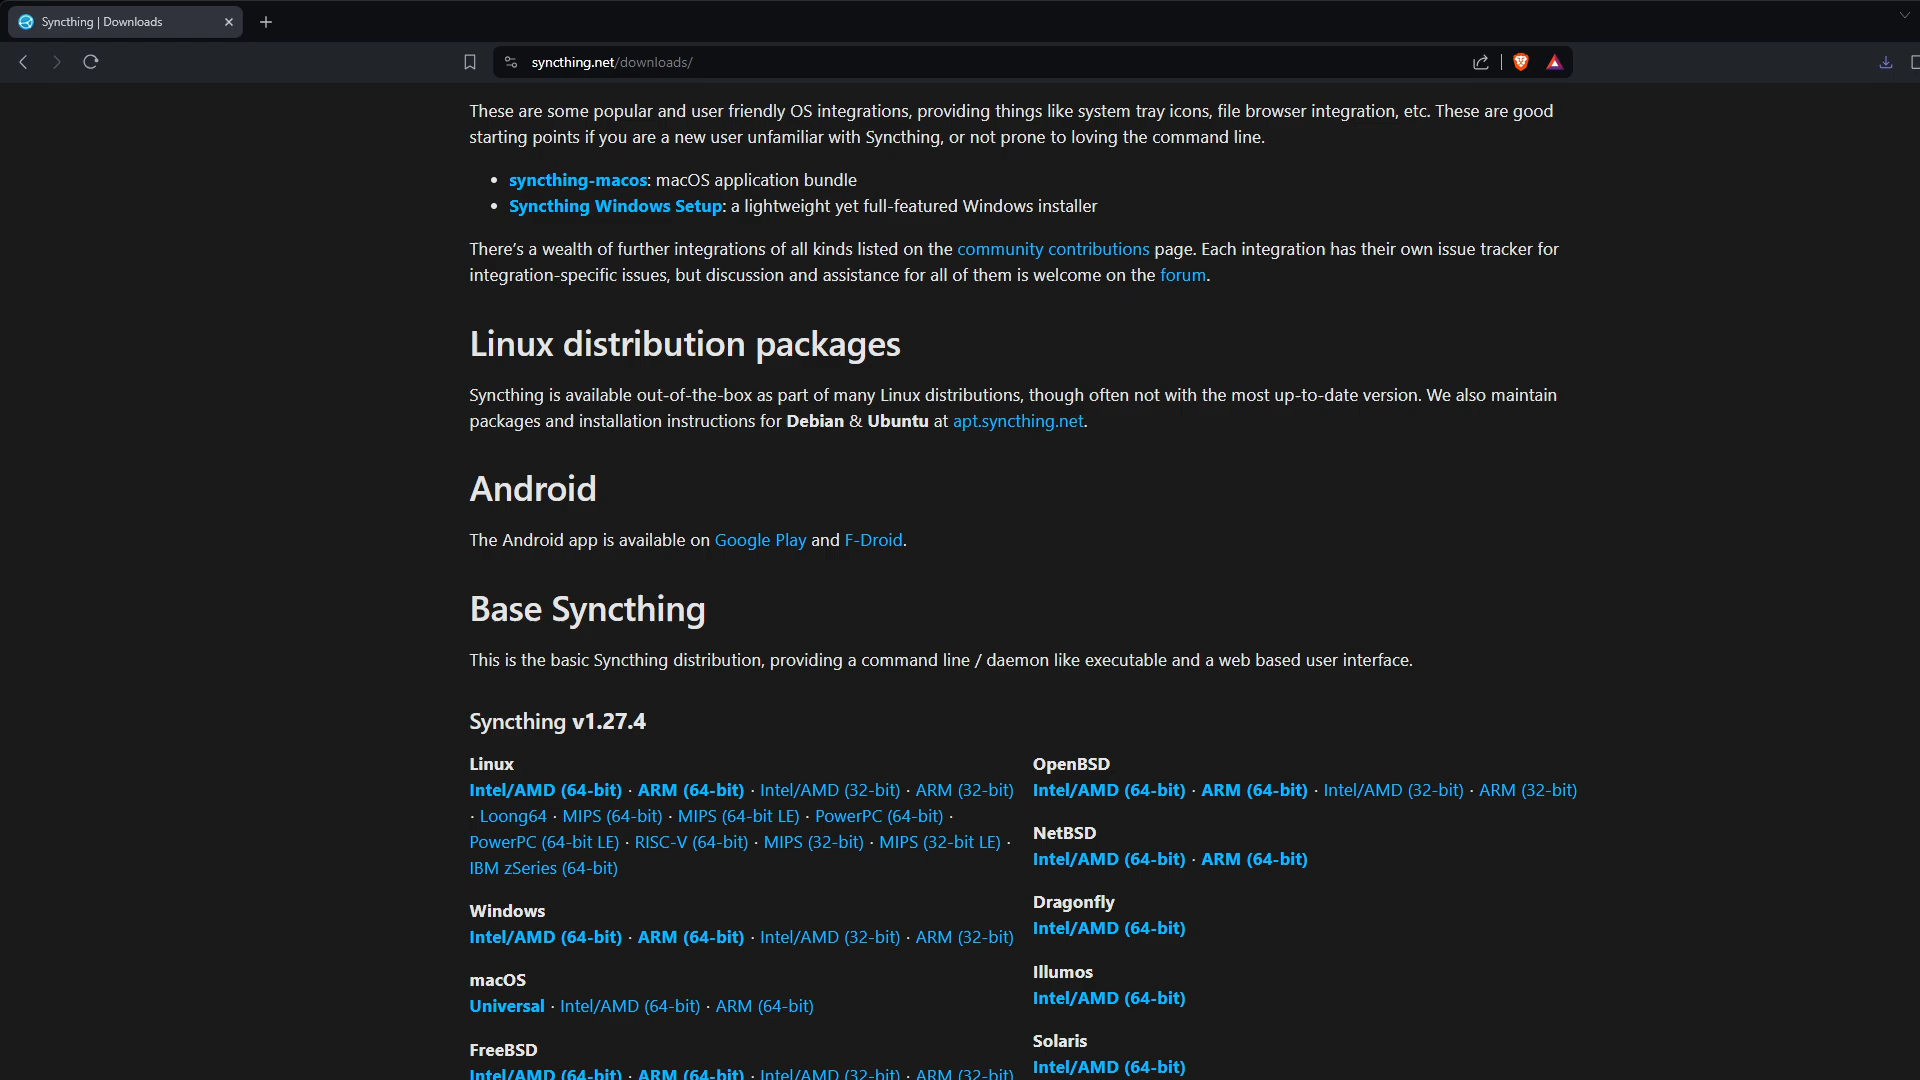 Syncthing | Downloads
syncthing.net/downloads/
These are some popular and user friendly OS integrations, providing things like system tray icons, file browser integration, etc. These are good
starting points if you are a new user unfamiliar with Syncthing, or not prone to loving the command line.
• syncthing-macos: macOS application bundle
• Syncthing Windows Setup: a lightweight yet full-featured Windows installer
There’s a wealth of further integrations of all kinds listed on the community contributions page. Each integration has their own issue tracker for
integration-specific issues, but discussion and assistance for all of them is welcome on the forum.
Linux distribution packages
Syncthing is available out-of-the-box as part of many Linux distributions, though often not with the most up-to-date version. We also maintain
packages and installation instructions for Debian & Ubuntu at apt.syncthing.net.
Android
The Android app is available on Google Play and F-Droid.
Base Syncthing
This is the basic Syncthing distribution, providing a command line / daemon like executable and a web based user interface.
Syncthing v1.27.4
Linux
Intel/AMD (64-bit) · ARM (64-bit) · Intel/AMD (32-bit) · ARM (32-bit)
· Loong64 · MIPS (64-bit) · MIPS (64-bit LE) · PowerPC (64-bit) ·
PowerPC (64-bit LE) · RISC-V (64-bit) · MIPS (32-bit) · MIPS (32-bit LE) ·
IBM zSeries (64-bit)
Windows
Intel/AMD (64-bit) · ARM (64-bit) · Intel/AMD (32-bit) · ARM (32-bit)
macOS
Universal · Intel/AMD (64-bit) · ARM (64-bit)
FreeBSD
Intel/AMD (64-bit) · ARM (64-bit) · Intel/AMD (32-bit) · ARM (32-bit)
OpenBSD
Intel/AMD (64-bit) · ARM (64-bit) · Intel/AMD (32-bit) · ARM (32-bit)
NetBSD
Intel/AMD (64-bit) · ARM (64-bit)
Dragonfly
Intel/AMD (64-bit)
Illumos
Intel/AMD (64-bit)
Solaris
Intel/AMD (64-bit)